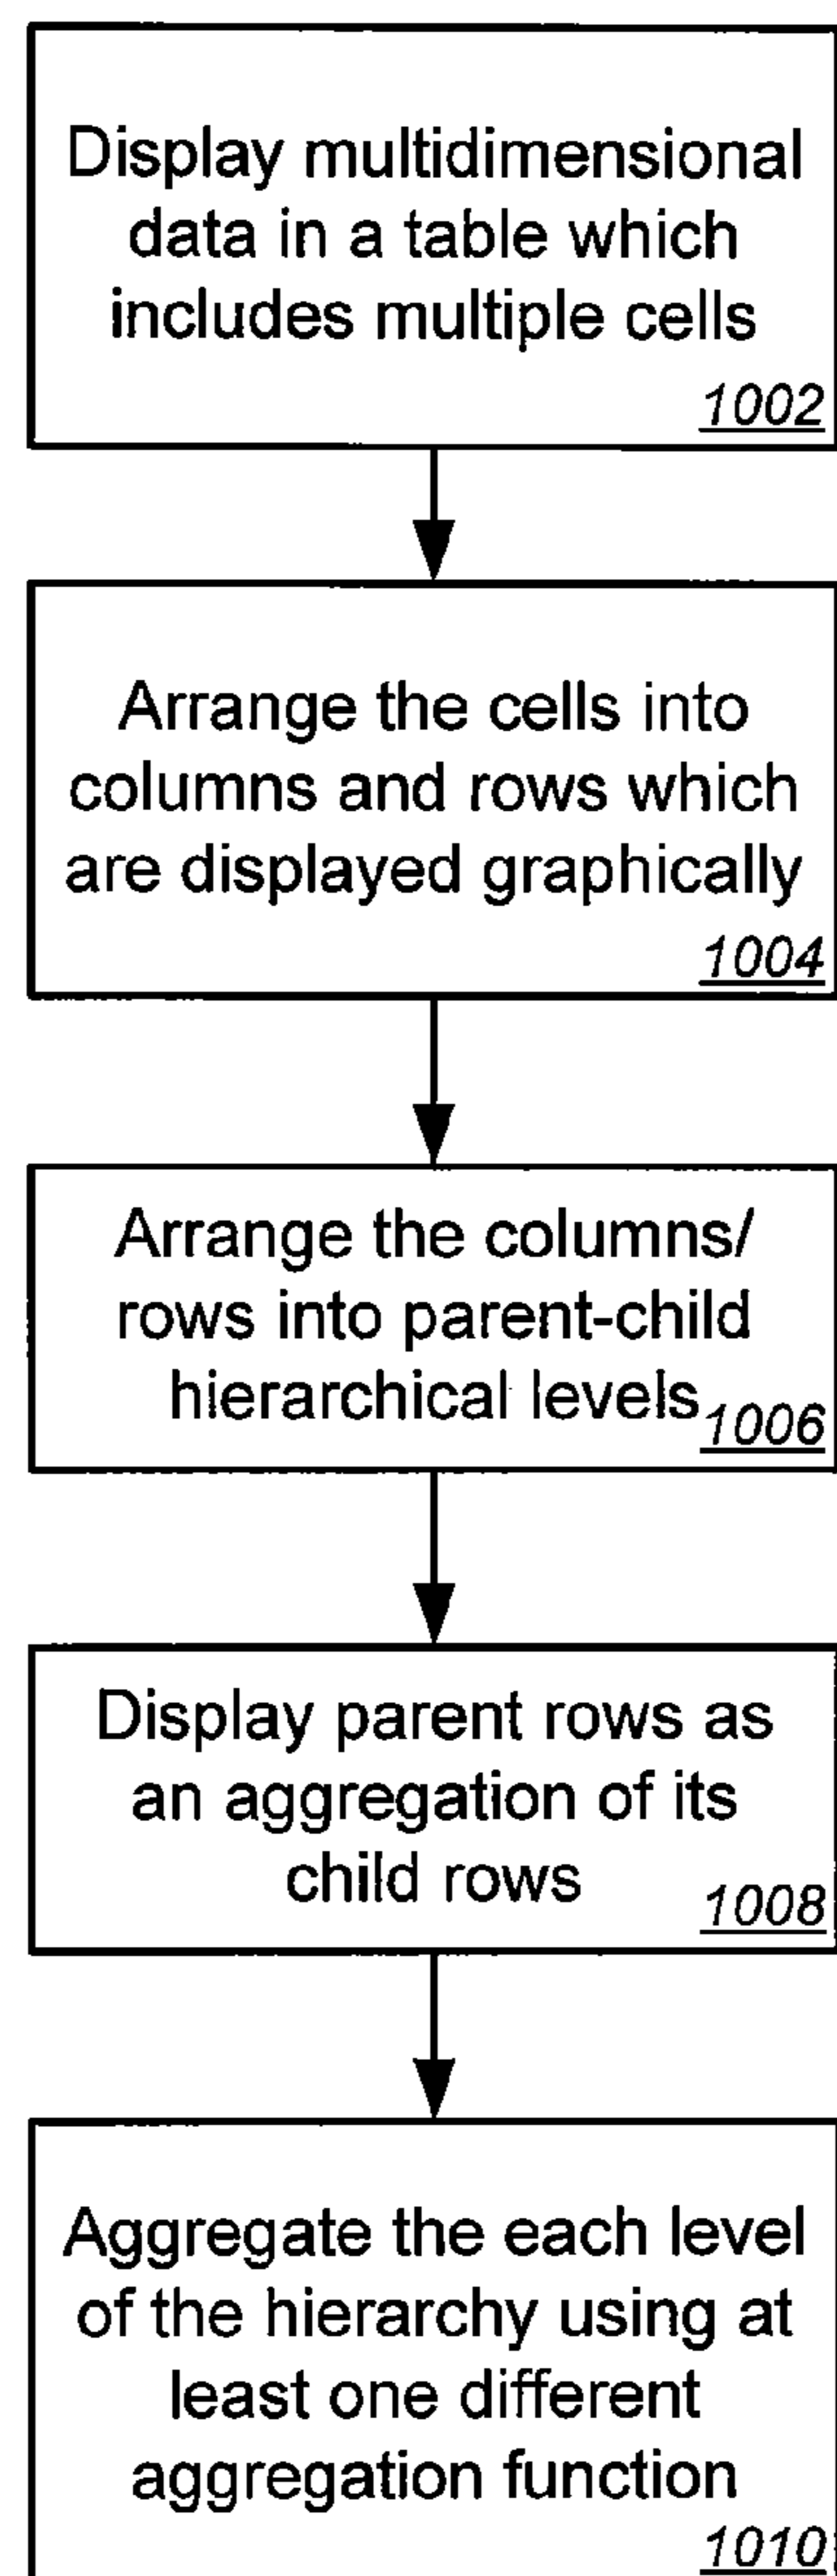 Display multidimensional
data in a table which
includes multiple cells
1002
Arrange the cells into
columns and rows which
are displayed graphically
1004
Arrange the columns/
rows into parent-child
hierarchical levels
1006
Display parent rows as
an aggregation of its
child rows
1008
Aggregate the each level
of the hierarchy using at
least one different
aggregation function
1010